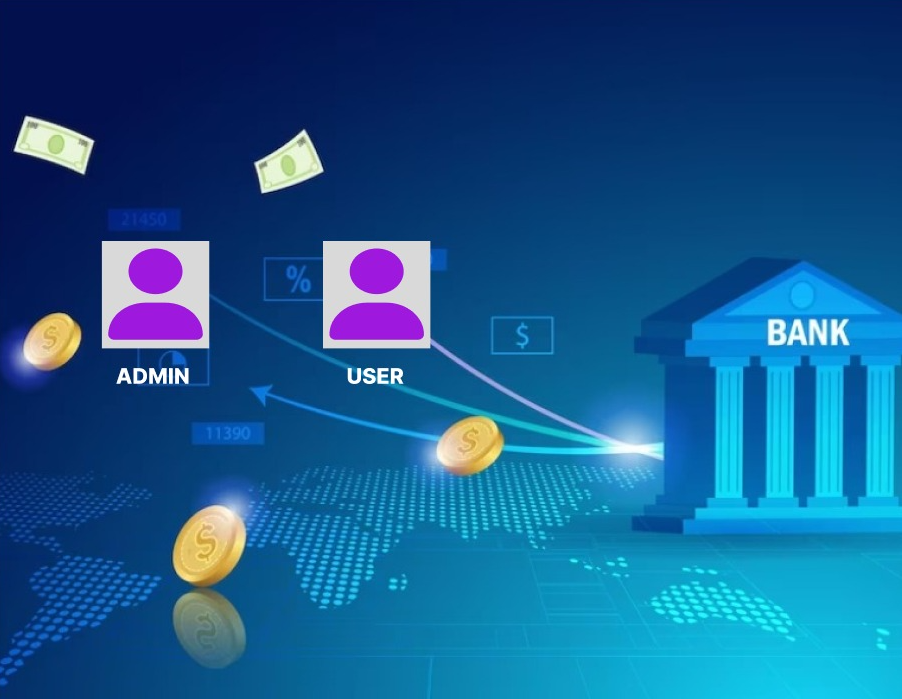 21450
%
$
BANK
ADMIN
USER
11390
$
$
$